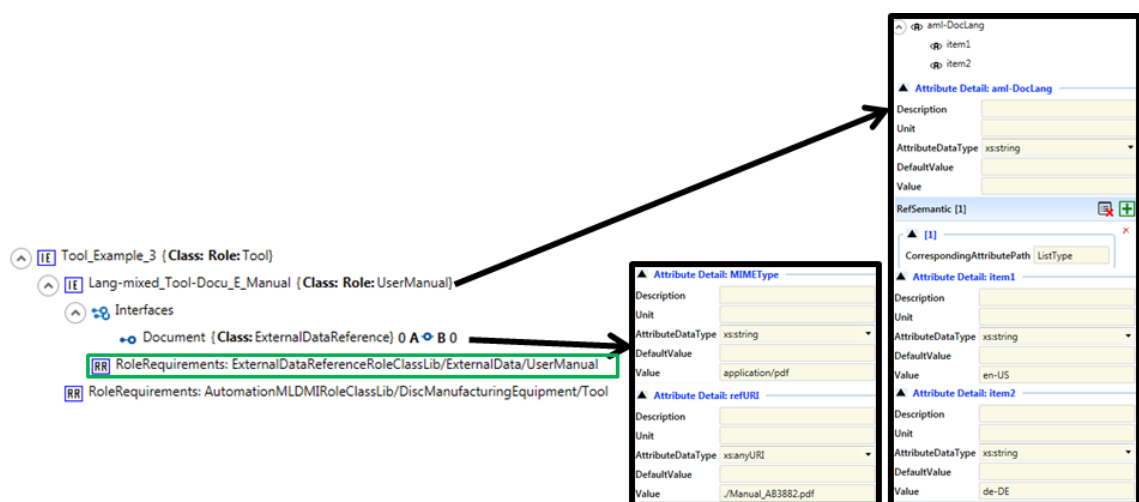 Tool_Example_3 {Class: Role: Tool}
IE
Lang-mixed_Tool-Docu_E_Manual {Class: Role: UserManual}
IE
Interfaces
Document {Class: ExternalDataReference} 0 A B 0
RR RoleRequirements: ExternalDataReferenceRoleClassLib/ExternalData/UserManual
RR RoleRequirements: AutomationMLDMIRoleClassLib/DiscManufacturingEquipment/Tool
Attribute Detail: MIMEType
Description
Unit
AttributeDataType xs:string
DefaultValue
Value application/pdf
Attribute Detail: refURI
Description
Unit
AttributeDataType xs:anyURI
DefaultValue
Value ./Manual_AB3882.pdf
aml-DocLang
item1
item2
Attribute Detail: aml-DocLang
Description
Unit
AttributeDataType xs:string
DefaultValue
Value
RefSemantic [1]
[1]
CorrespondingAttributePath ListType
Attribute Detail: item1
Description
Unit
AttributeDataType xs:string
DefaultValue
Value en-US
Attribute Detail: item2
Description
Unit
AttributeDataType xs:string
DefaultValue
Value de-DE